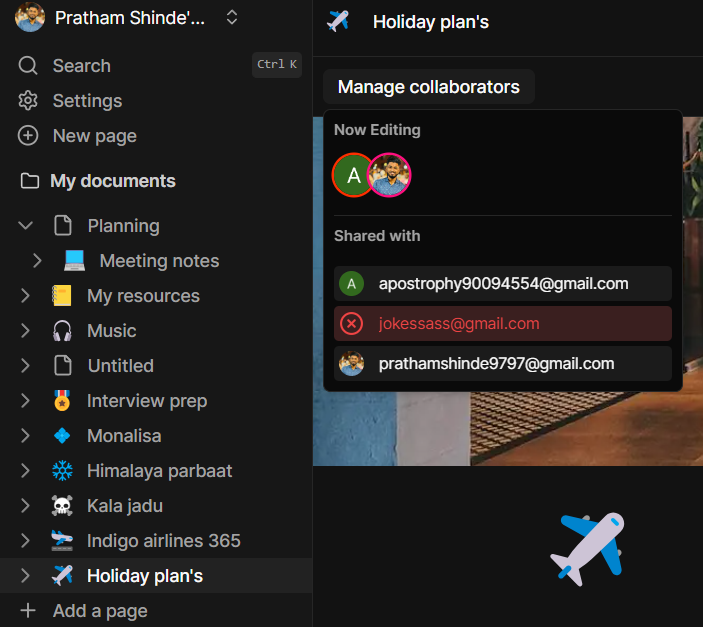 Pratham Shinde'...
Search
Ctrl K
Settings
New page
My documents
Planning
Meeting notes
My resources
Music
Untitled
Interview prep
Monalisa
Himalaya parbaat
Kala jadu
Indigo airlines 365
Holiday plan's
Add a page
Holiday plan's
Manage collaborators
Now Editing
A
Shared with
A apostrophy90094554@gmail.com
jokessass@gmail.com
prathamshinde9797@gmail.com